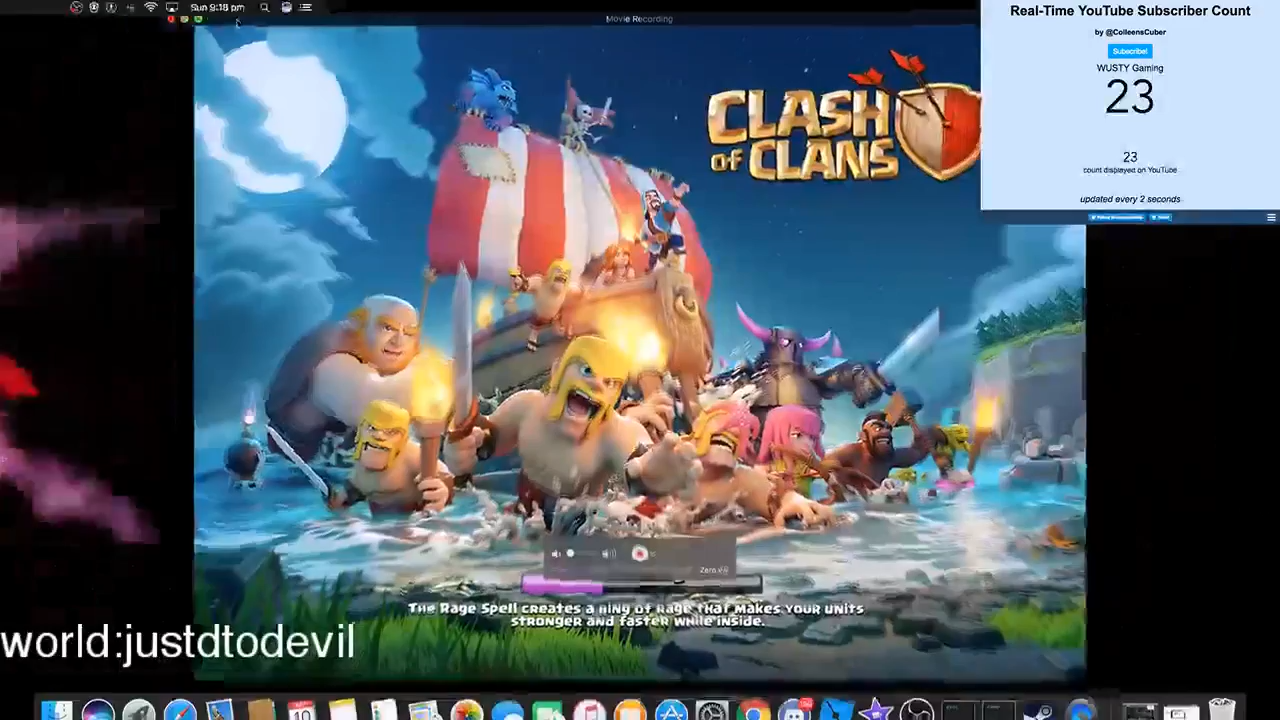 Sun 9:18 pm
Movie Recording
Real-Time YouTube Subscriber Count
by @ColleensCuber
Subscribe!
WUSTY Gaming
23
23
count displayed on YouTube
updated every 2 seconds
CLASH
OF CLANS
The Rage Spell creates a ring of rage that makes your units
stronger and faster while inside.
world:justdtodevil